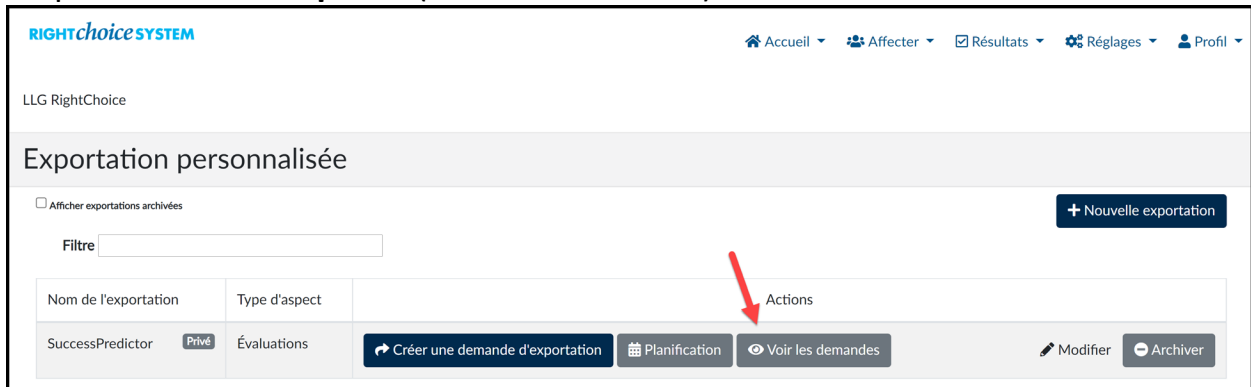 RIGHTchoice SYSTEM
Accueil Affecter Résultats Réglages Profil
LLG RightChoice
Exportation personnalisée
Afficher exportations archivées
+ Nouvelle exportation
Filtre
Nom de l'exportation Type d'aspect Actions
SuccessPredictor Privé Évaluations Créer une demande d'exportation Planification Voir les demandes Modifier Archiver